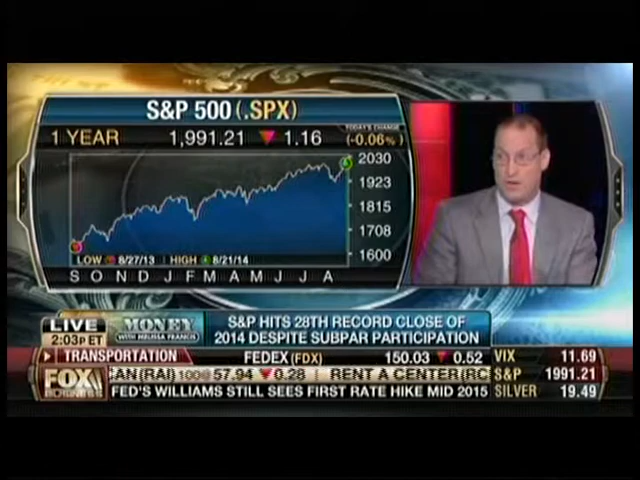 S&P 500 (.SPX)
TODAY'S CHANGE
1 YEAR 1,991.21 1.16 (-0.06%)
2030
1923
1815
1708
1600
LOW 8/27/13 HIGH 8/21/14
S O N D J F M A M J J A
LIVE
2:03P ET
MONEY
WITH MELISSA FRANCIS
S&P HITS 28TH RECORD CLOSE OF
2014 DESPITE SUBPAR PARTICIPATION
TRANSPORTATION FEDEX (FDX) 150.03 0.52
VIX 11.69
FOX
BUSINESS
AN(RAI) 100@57.94 0.28 RENT A CENTER(RC
S&P 1991.21
FED'S WILLIAMS STILL SEES FIRST RATE HIKE MID 2015
SILVER 19.49